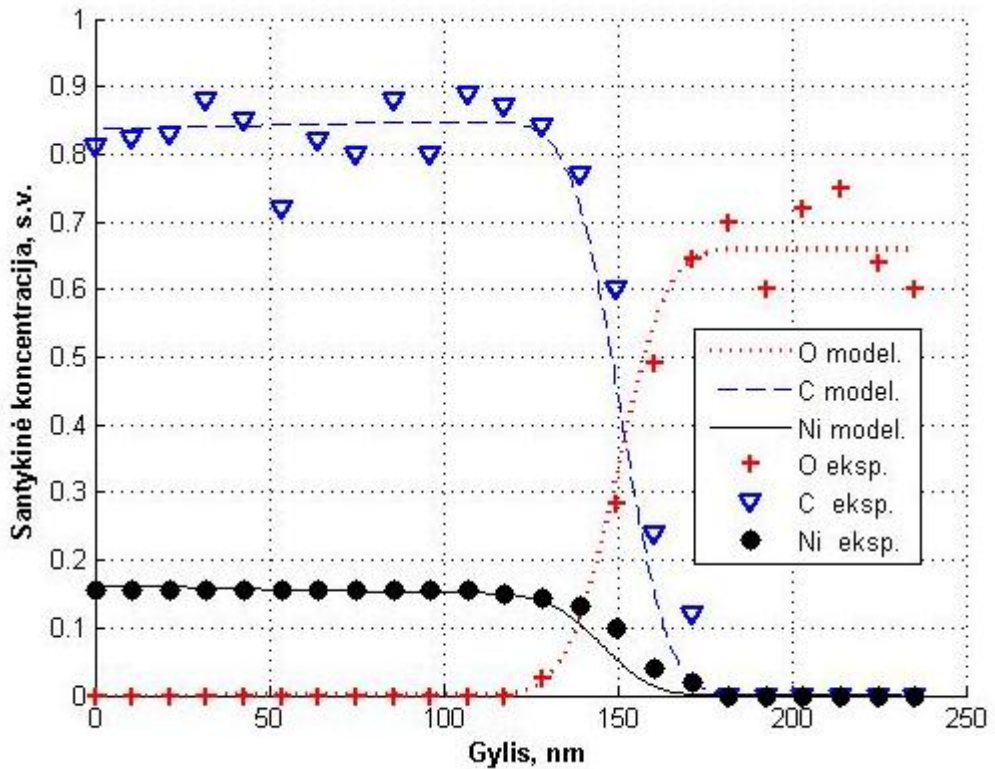 1
0.9
0.8
0.7
0.6
0.5
0.4
0.3
0.2
0.1
0
Santykinė koncentracija, s.v.
0 50 100 150 200 250
Gylis, nm
O model.
C model.
Ni model.
O eksp.
C eksp.
Ni eksp.